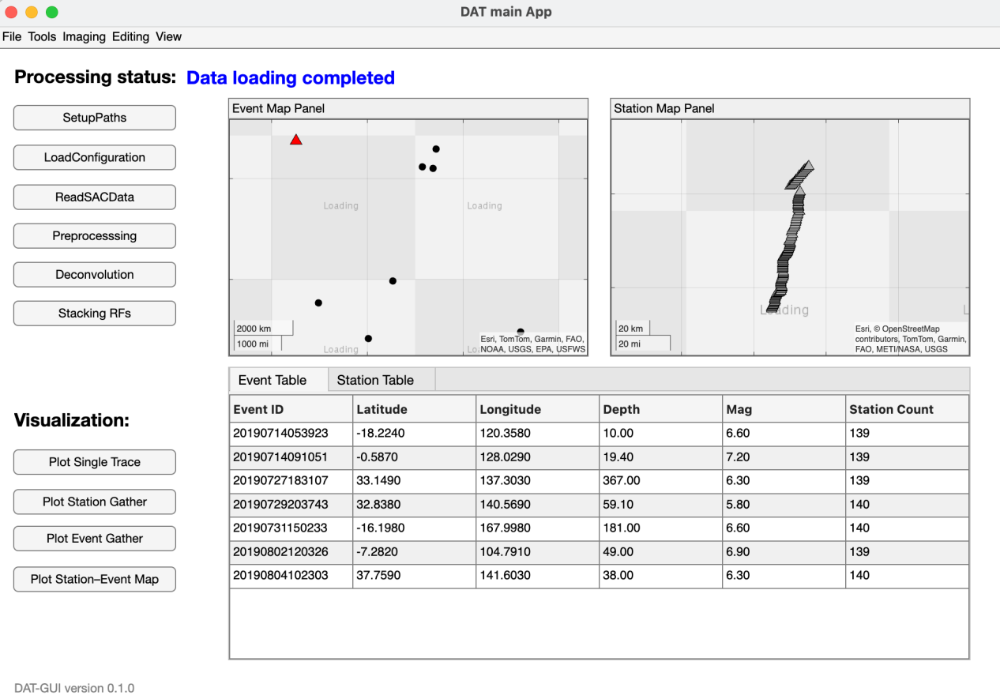 DAT main App
File Tools Imaging Editing View
Processing status: Data loading completed
SetupPaths
LoadConfiguration
ReadSACData
Preprocesssing
Deconvolution
Stacking RFs
Event Map Panel
Loading Loading
2000 km
1000 mi
Loading
Esri, TomTom, Garmin, FAO,
NOAA, USGS, EPA, USFWS
Station Map Panel
Loading
20 km
20 mi
Esri, © OpenStreetMap
contributors, TomTom, Garmin,
FAO, METI/NASA, USGS
Event Table Station Table
Event ID Latitude Longitude Depth Mag Station Count
20190714053923 -18.2240 120.3580 10.00 6.60 139
20190714091051 -0.5870 128.0290 19.40 7.20 139
20190727183107 33.1490 137.3030 367.00 6.30 139
20190729203743 32.8380 140.5690 59.10 5.80 140
20190731150233 -16.1980 167.9980 181.00 6.60 140
20190802120326 -7.2820 104.7910 49.00 6.90 139
20190804102303 37.7590 141.6030 38.00 6.30 140
Visualization:
Plot Single Trace
Plot Station Gather
Plot Event Gather
Plot Station–Event Map
DAT-GUI version 0.1.0